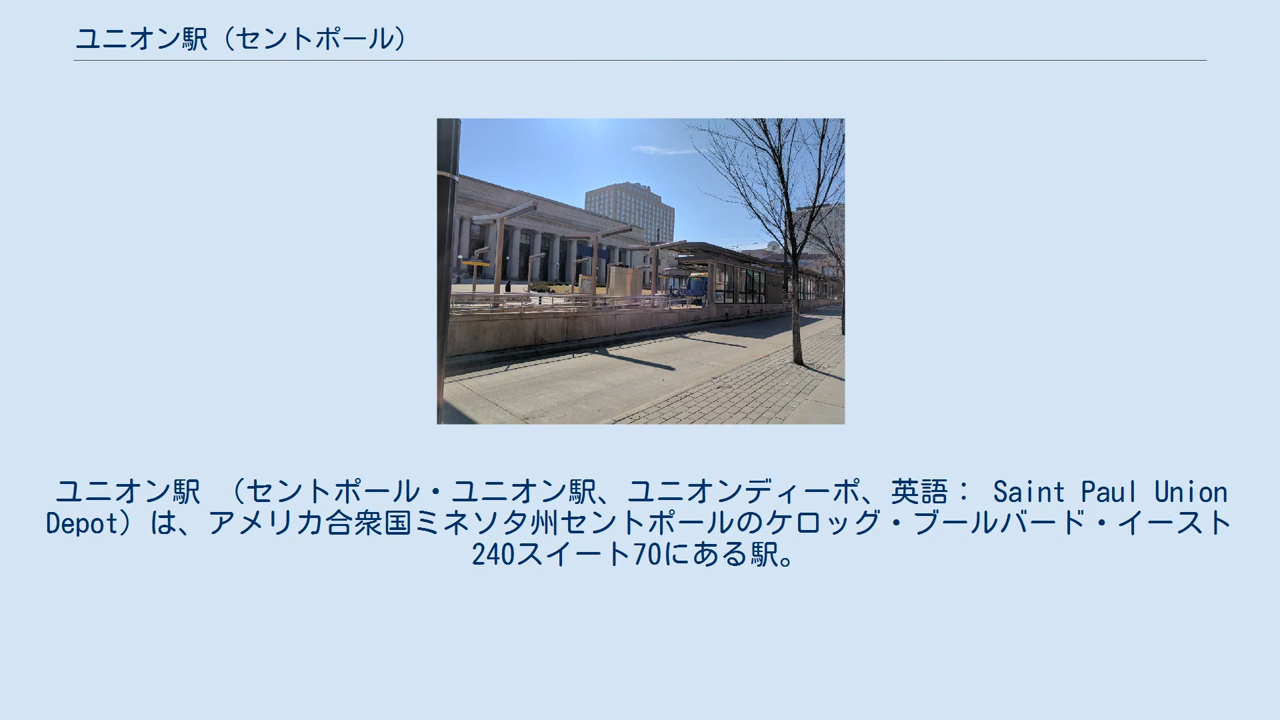 ユニオン駅（セントポール）
ユニオン駅 （セントポール・ユニオン駅、ユニオンディーポ、英語： Saint Paul Union
Depot）は、アメリカ合衆国ミネソタ州セントポールのケロッグ・ブールバード・イースト
240スイート70にある駅。